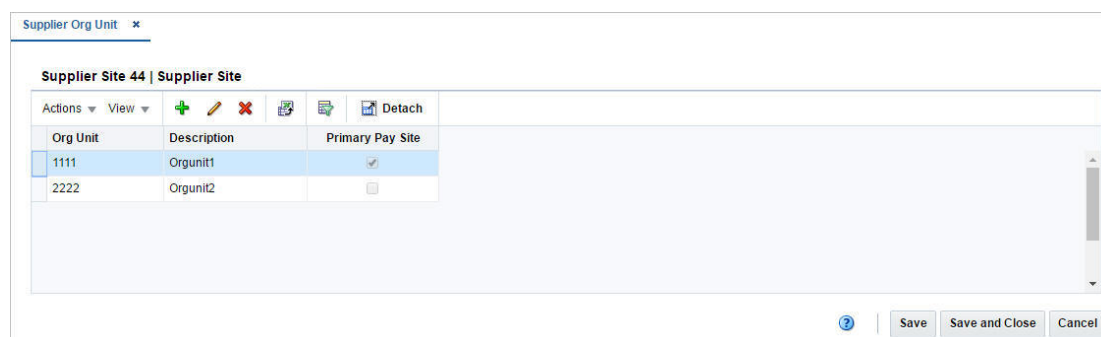 Supplier Org Unit ×
Supplier Site 44 | Supplier Site
Actions View Detach
Org Unit Description Primary Pay Site
1111 Orgunit1
2222 Orgunit2
? Save Save and Close Cancel